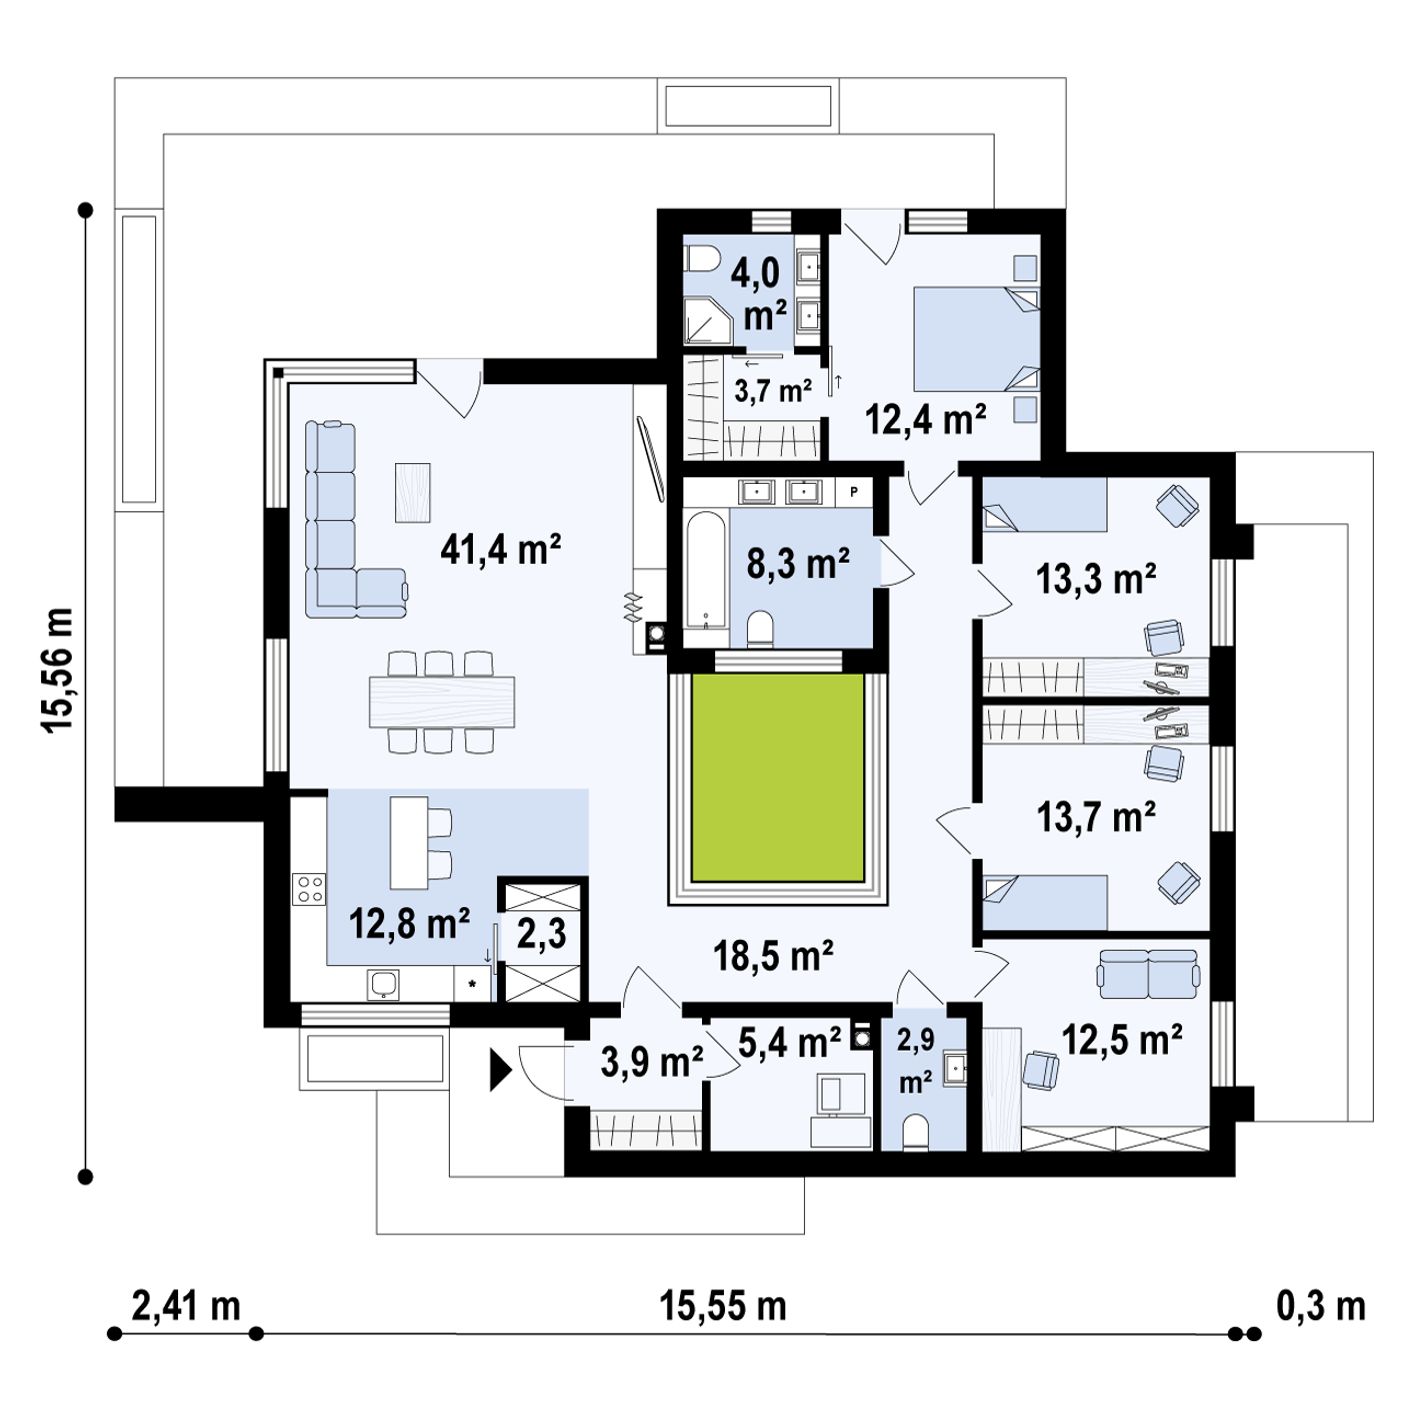 4,0
m²
3,7 m²
12,4 m²
P
41,4 m²
8,3 m²
13,3 m²
15,56 m
13,7 m²
12,8 m²
2,3
18,5 m²
*
3,9 m²
5,4 m²
2,9
m²
12,5 m²
2,41 m
15,55 m
0,3 m